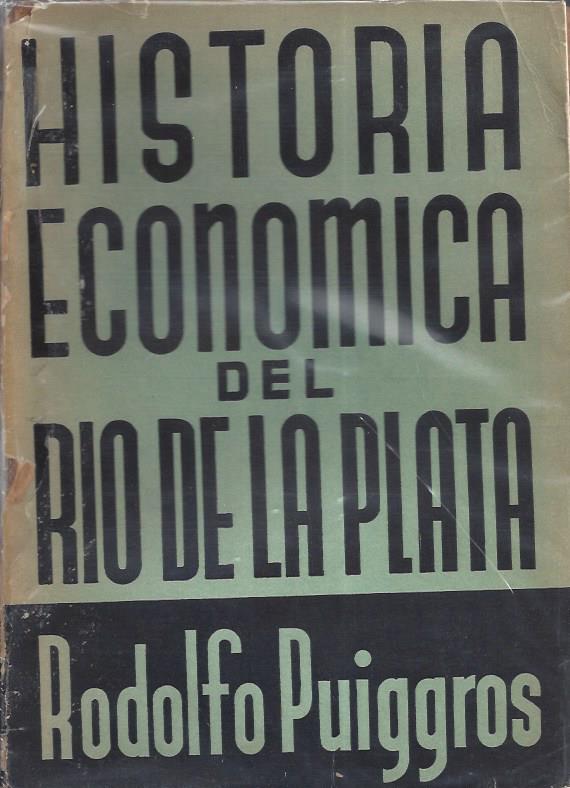 HISTORIA
ECONOMICA
DEL
RIO DE LA PLATA
Rodolfo Puiggros